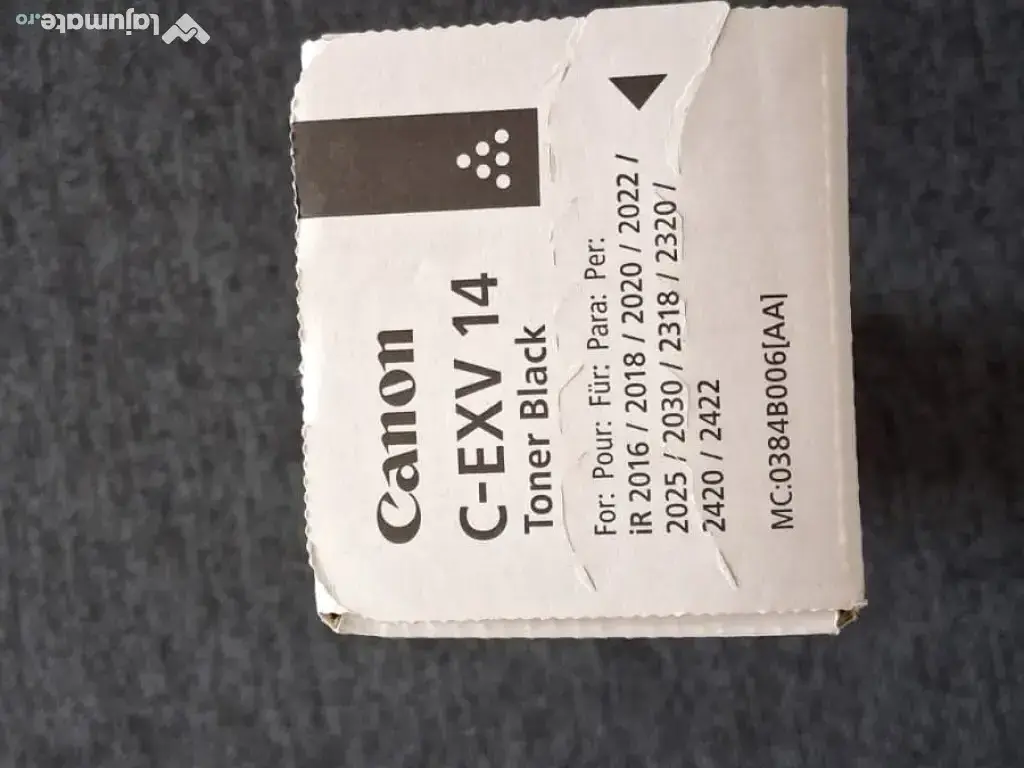 lajumate.ro
Canon
C-EXV 14
Toner Black
For: Pour: Für: Para: Per:
iR 2016 / 2018 / 2020 / 2022 /
2025 / 2030 / 2318 / 2320 /
2420 / 2422
MC:0384B006[AA]